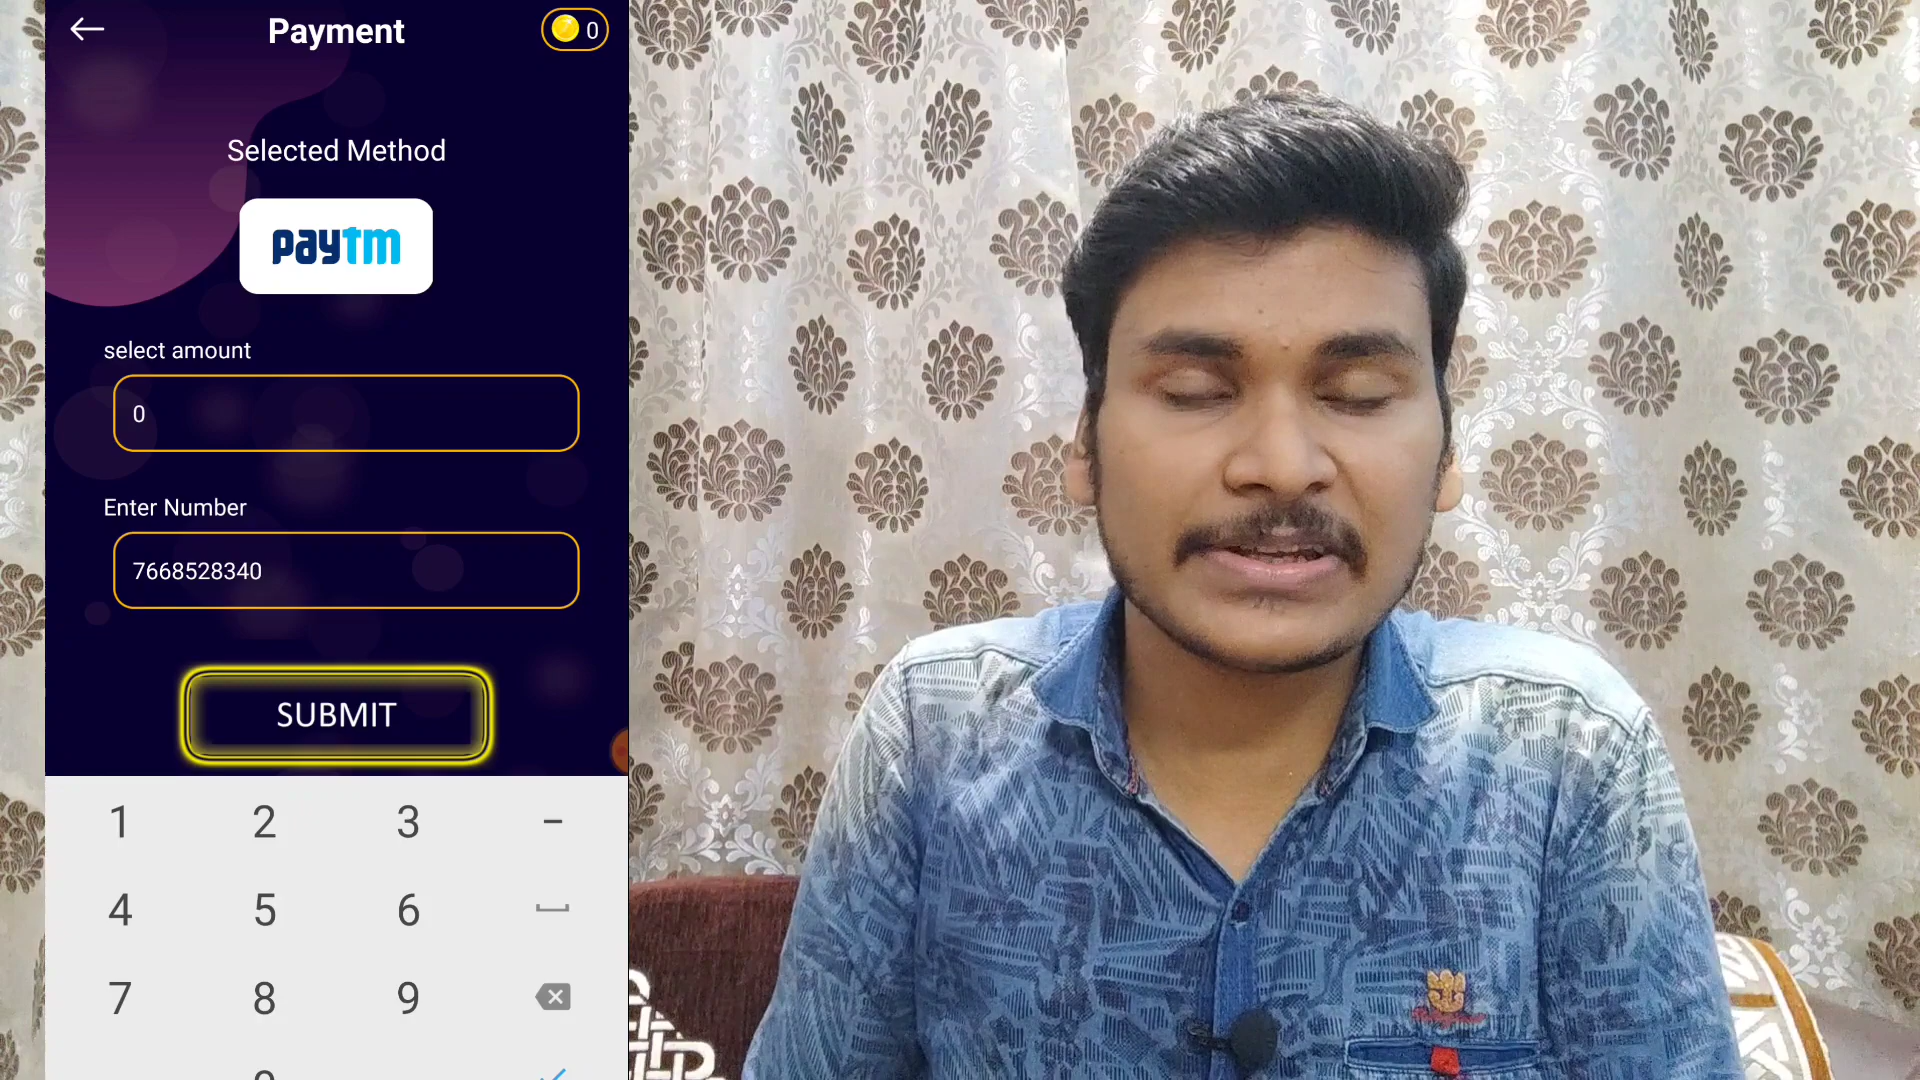 Payment
0
Selected Method
paytm
select amount
0
Enter Number
7668528340
SUBMIT
1 2 3 -
4 5 6
7 8 9